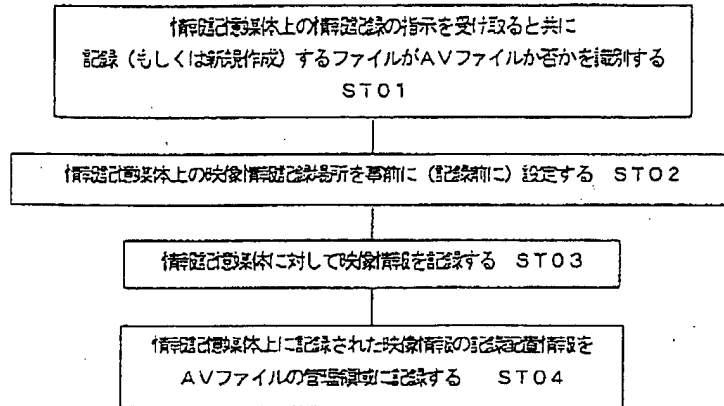 情報記憶媒体上の情報記録の指示を受け取ると共に
記録（もしくは新規作成）するファイルがAVファイルか否かを識別する
ST01
情報記憶媒体上の映像情報記録場所を事前に（記録前に）設定する ST02
情報記憶媒体に対して映像情報を記録する ST03
情報記憶媒体上に記録された映像情報の記録配置情報を
AVファイルの管理領域に記録する ST04